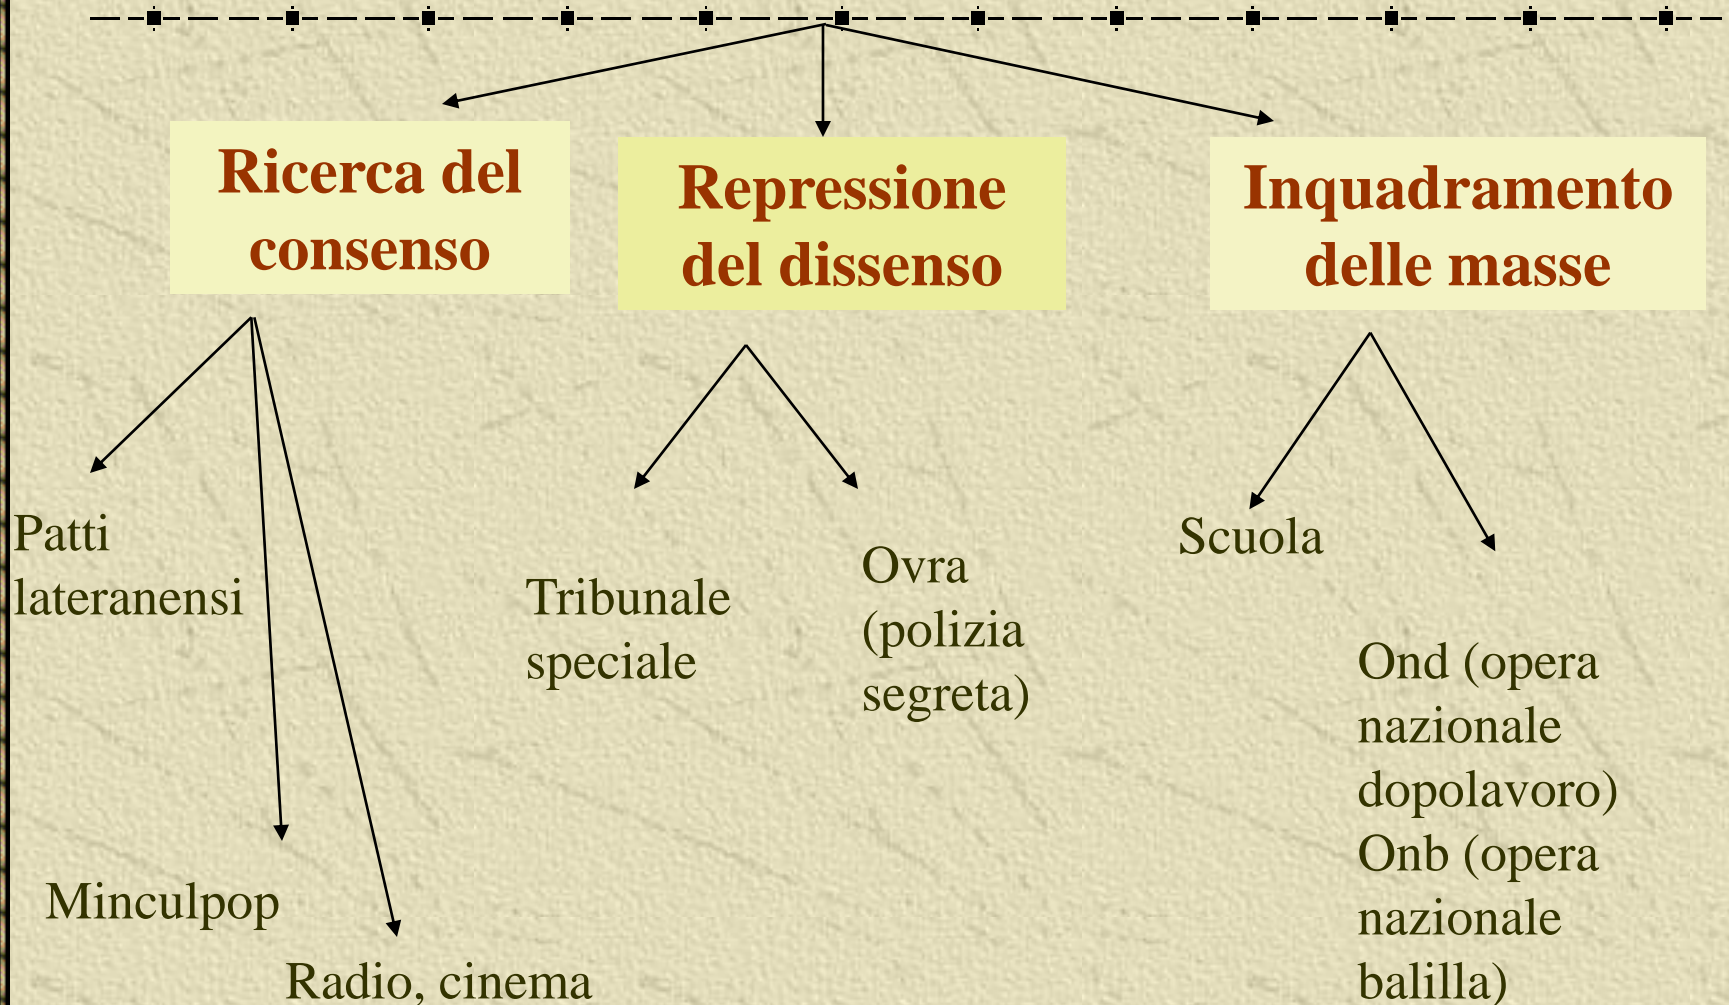 Ricerca del
consenso
Repressione
del dissenso
Inquadramento
delle masse
Patti
lateranensi
Minculpop
Radio, cinema
Tribunale
speciale
Ovra
(polizia
segreta)
Scuola
Ond (opera
nazionale
dopolavoro)
Onb (opera
nazionale
balilla)